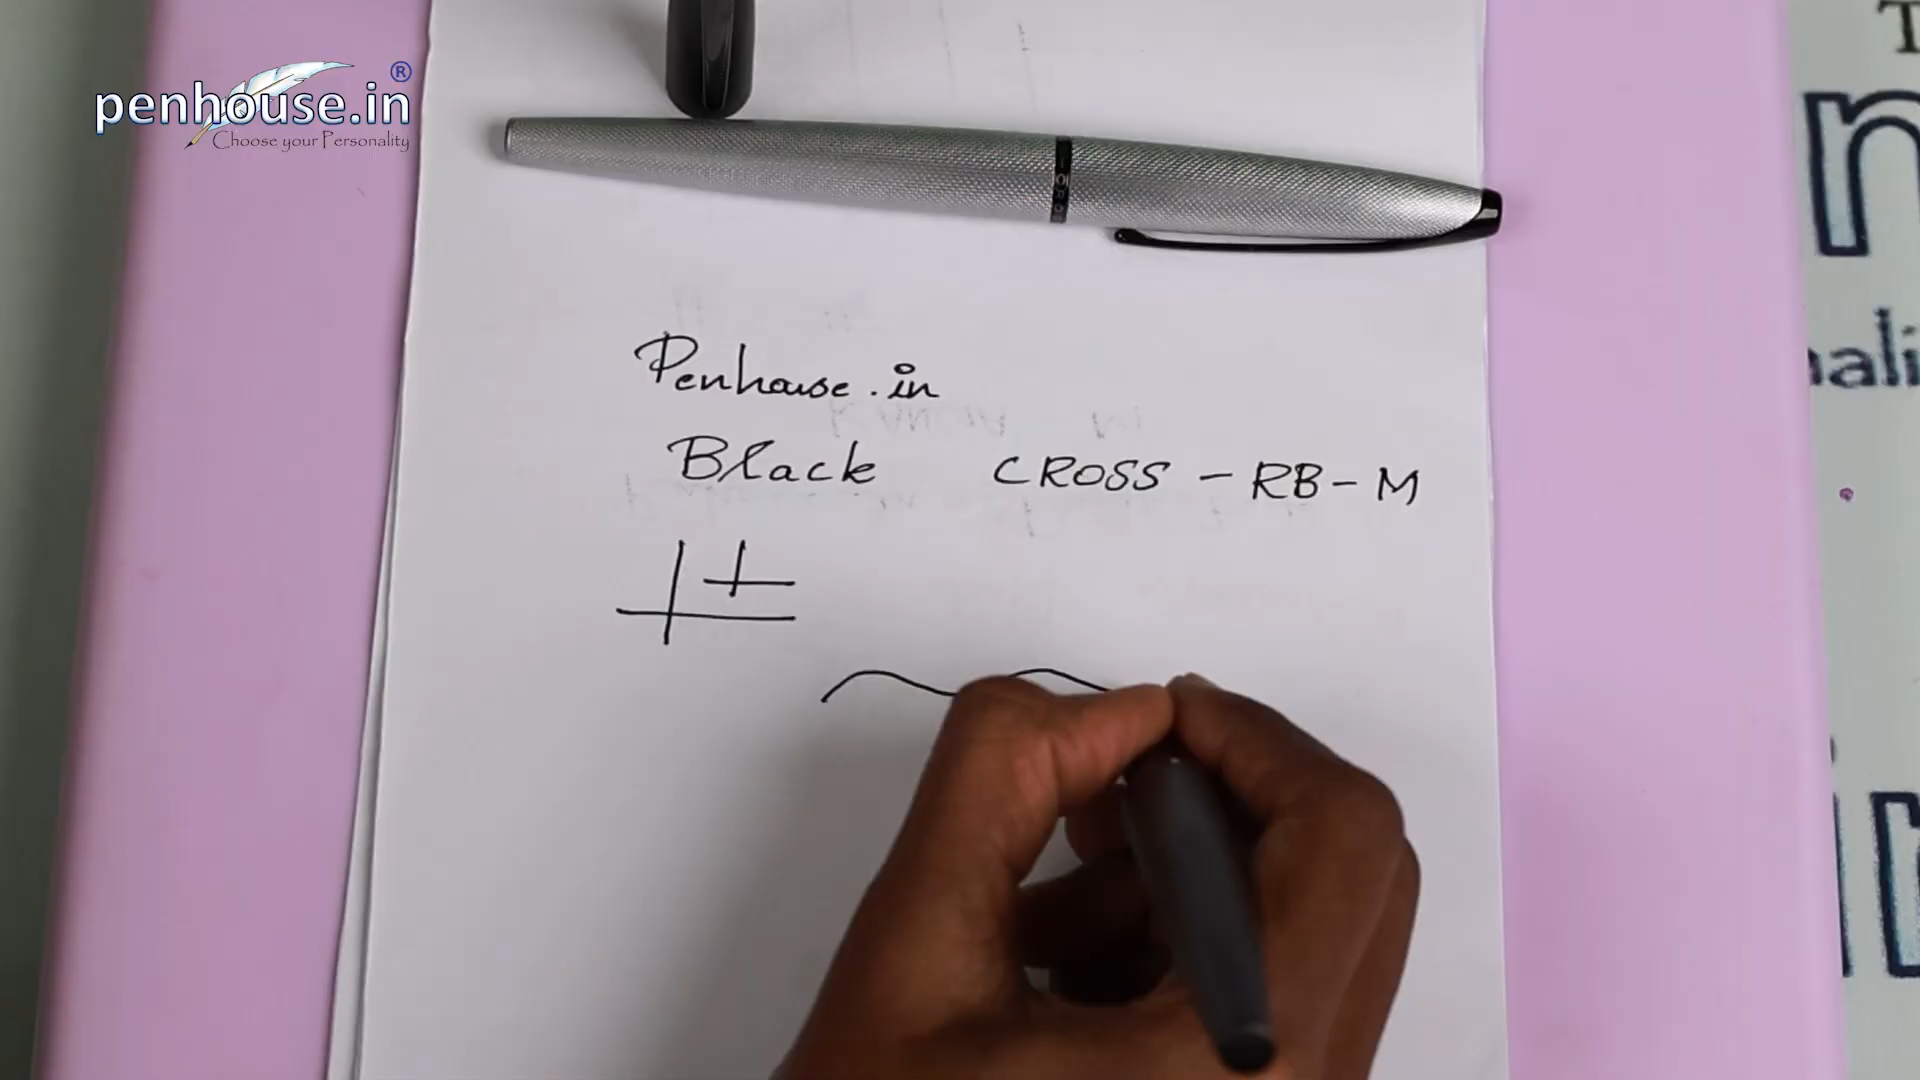 penhouse.in®
Choose your Personality
Penhouse.in
Black CROSS - RB - M